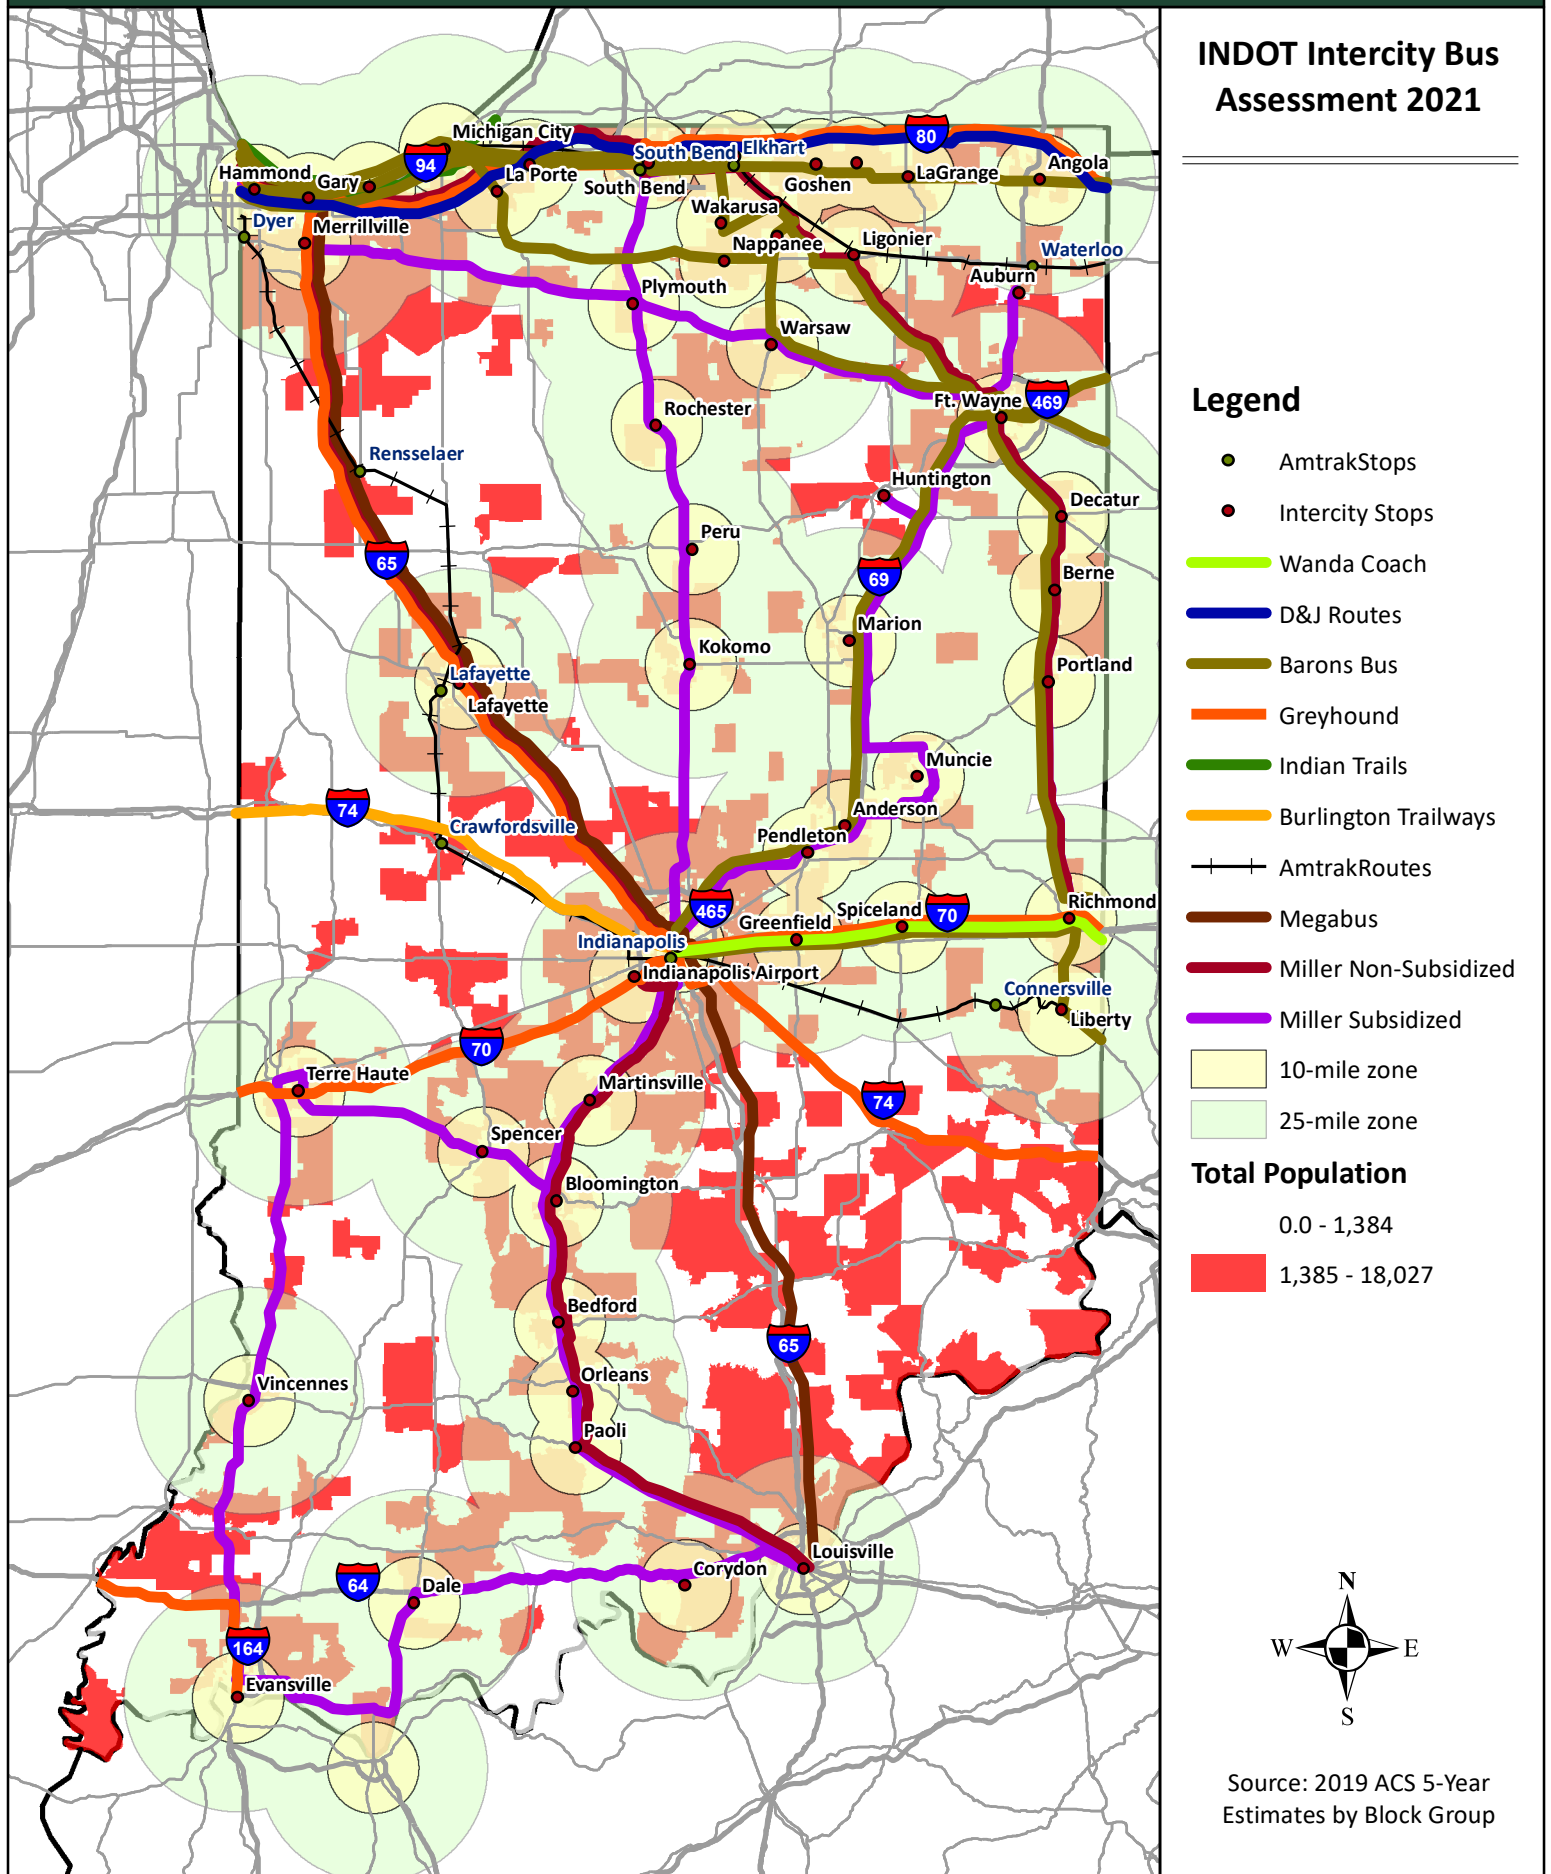 INDOT Intercity Bus
Assessment 2021
Legend
AmtrakStops
Intercity Stops
Wanda Coach
D&J Routes
Barons Bus
Greyhound
Indian Trails
Burlington Trailways
AmtrakRoutes
Megabus
Miller Non-Subsidized
Miller Subsidized
10-mile zone
25-mile zone
Total Population
0.0 - 1,384
1,385 - 18,027
N
W E
S
Source: 2019 ACS 5-Year
Estimates by Block Group
Michigan City
80
94
South Bend
Elkhart
Angola
Hammond
Gary
La Porte
South Bend
Goshen
LaGrange
Dyer
Merrillville
Wakarusa
Nappanee
Ligonier
Waterloo
Auburn
Plymouth
Warsaw
Ft. Wayne
469
Rochester
Rensselaer
Huntington
Decatur
Peru
65
69
Berne
Marion
Kokomo
Portland
Lafayette
Lafayette
Muncie
74
Anderson
Crawfordsville
Pendleton
465
Richmond
Spiceland
70
Greenfield
Indianapolis
Indianapolis Airport
Connersville
Liberty
70
Terre Haute
Martinsville
74
Spencer
Bloomington
Bedford
65
Orleans
Vincennes
Paoli
Louisville
Corydon
64
Dale
164
Evansville